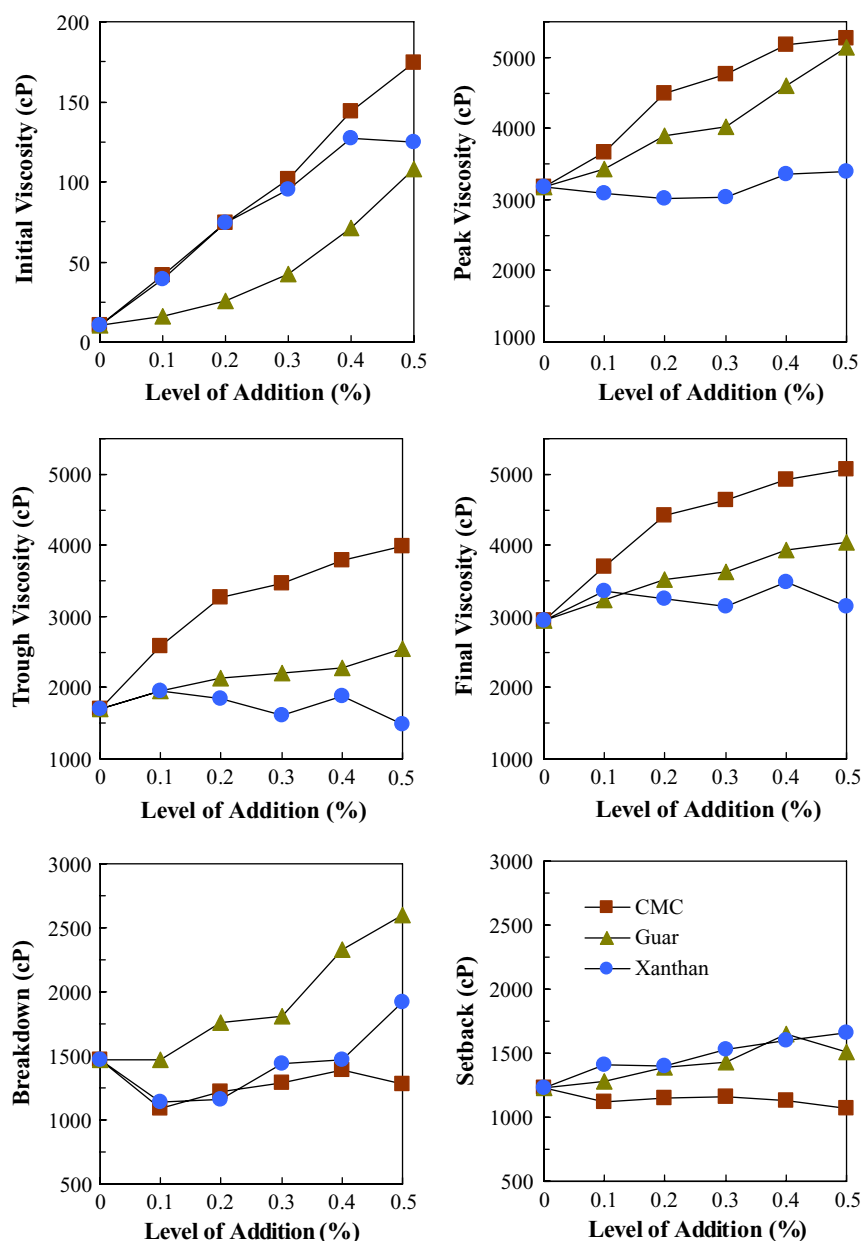 200
150
100
50
0
Initial Viscosity (cP)
0 0.1 0.2 0.3 0.4 0.5
Level of Addition (%)
5000
4000
3000
2000
1000
Peak Viscosity (cP)
0 0.1 0.2 0.3 0.4 0.5
Level of Addition (%)
5000
4000
3000
2000
1000
Trough Viscosity (cP)
0 0.1 0.2 0.3 0.4 0.5
Level of Addition (%)
5000
4000
3000
2000
1000
Final Viscosity (cP)
0 0.1 0.2 0.3 0.4 0.5
Level of Addition (%)
3000
2500
2000
1500
1000
500
Breakdown (cP)
0 0.1 0.2 0.3 0.4 0.5
Level of Addition (%)
3000
2500
2000
1500
1000
500
Setback (cP)
CMC
Guar
Xanthan
0 0.1 0.2 0.3 0.4 0.5
Level of Addition (%)